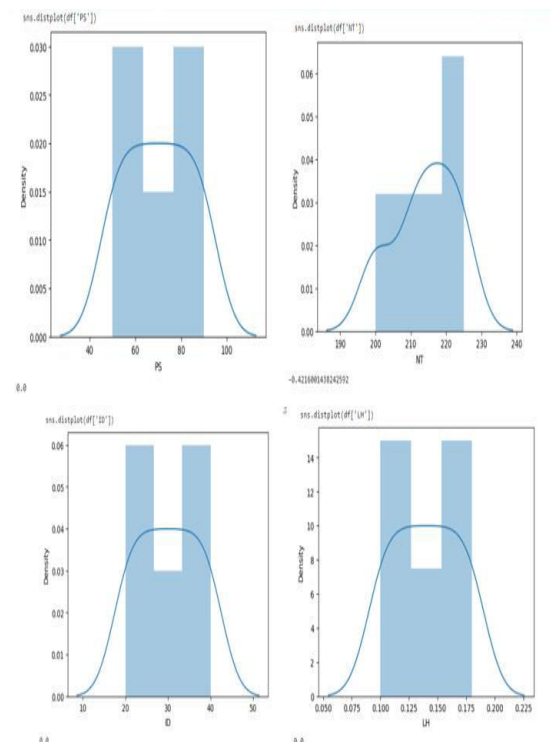 sns.distplot(df['PS'])
0.030
0.025
0.020
0.015
0.010
0.005
0.000
Density
40 60 80 100
PS
0.0
sns.distplot(df['NT'])
0.06
0.05
0.04
0.03
0.02
0.01
0.00
Density
190 200 210 220 230 240
NT
-0.4216001438242592
sns.distplot(df['ID'])
0.06
0.05
0.04
0.03
0.02
0.01
0.00
Density
10 20 30 40 50
ID
0.0
sns.distplot(df['LH'])
14
12
10
8
6
4
2
0
Density
0.050 0.075 0.100 0.125 0.150 0.175 0.200 0.225
LH
0.0